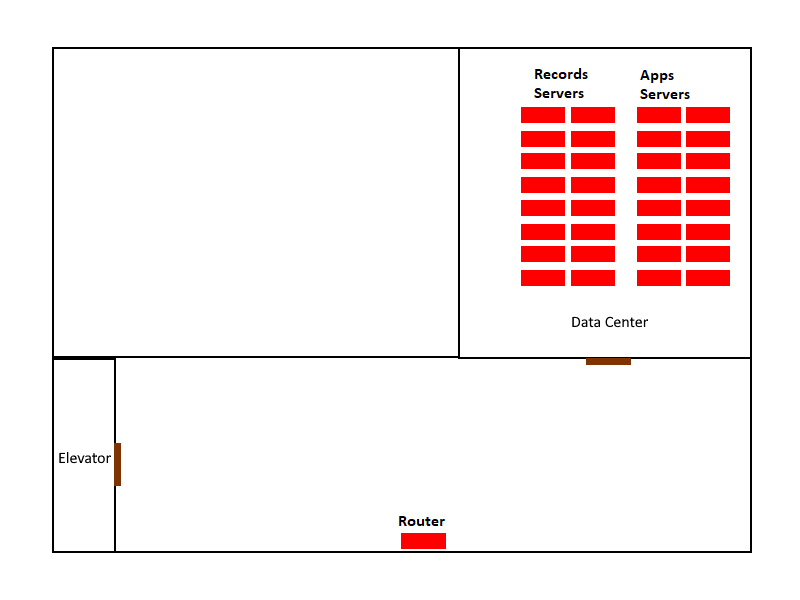 Records
Servers
Apps
Servers
Data Center
Elevator
Router